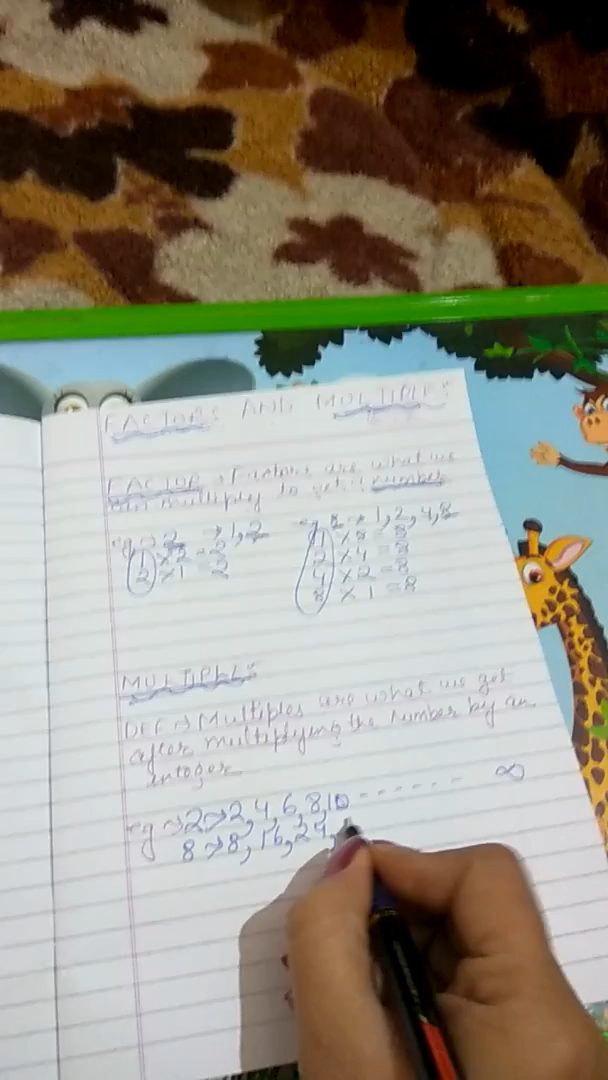 FACTORS AND MULTIPLES
FACTOR → Factors are what we
can multiply to get a number
eg → 2 → 1, 2
1 × 2 = 2
2 × 1 = 2
eg 8 → 1, 2, 4, 8
1 × 8 = 8
2 × 4 = 8
4 × 2 = 8
8 × 1 = 8
MULTIPLES
DEF → Multiples are what we get
after multiplying the number by an
integer
eg → 2 → 2, 4, 6, 8, 10 ------- ∞
8 → 8, 16, 24,